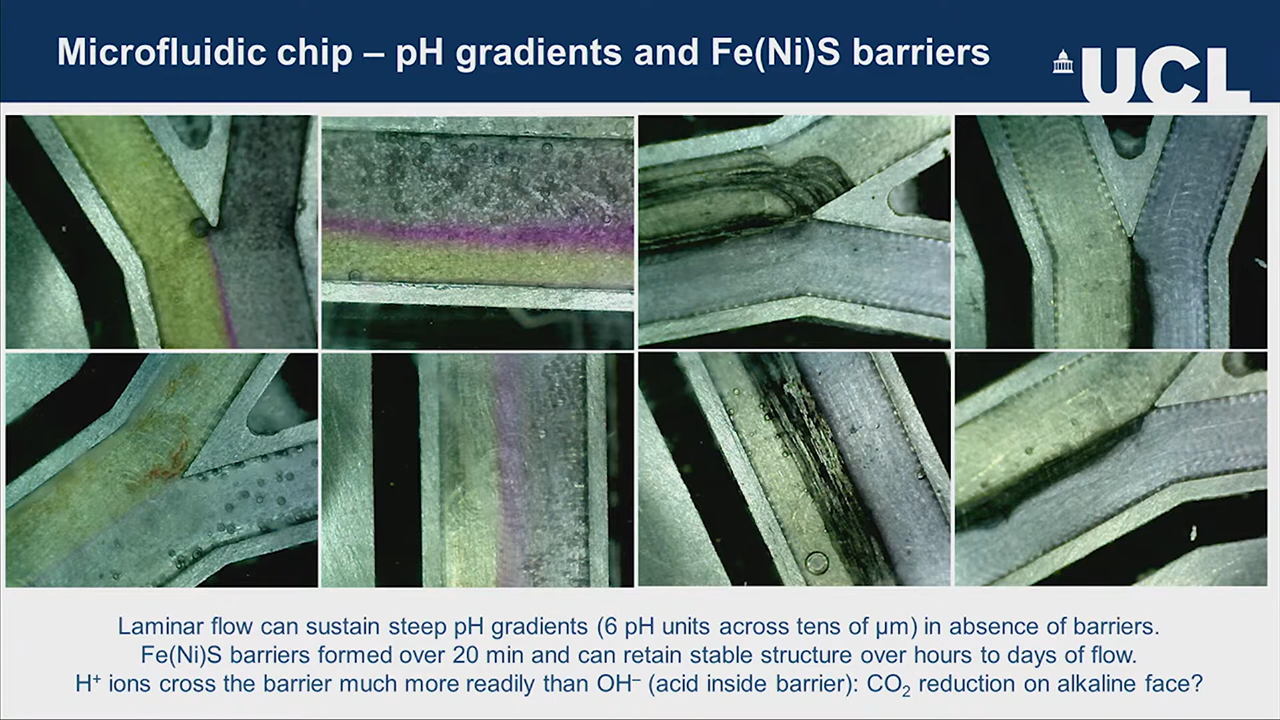 Microfluidic chip – pH gradients and Fe(Ni)S barriers
UCL
Laminar flow can sustain steep pH gradients (6 pH units across tens of µm) in absence of barriers.
Fe(Ni)S barriers formed over 20 min and can retain stable structure over hours to days of flow.
H⁺ ions cross the barrier much more readily than OH⁻ (acid inside barrier): CO₂ reduction on alkaline face?